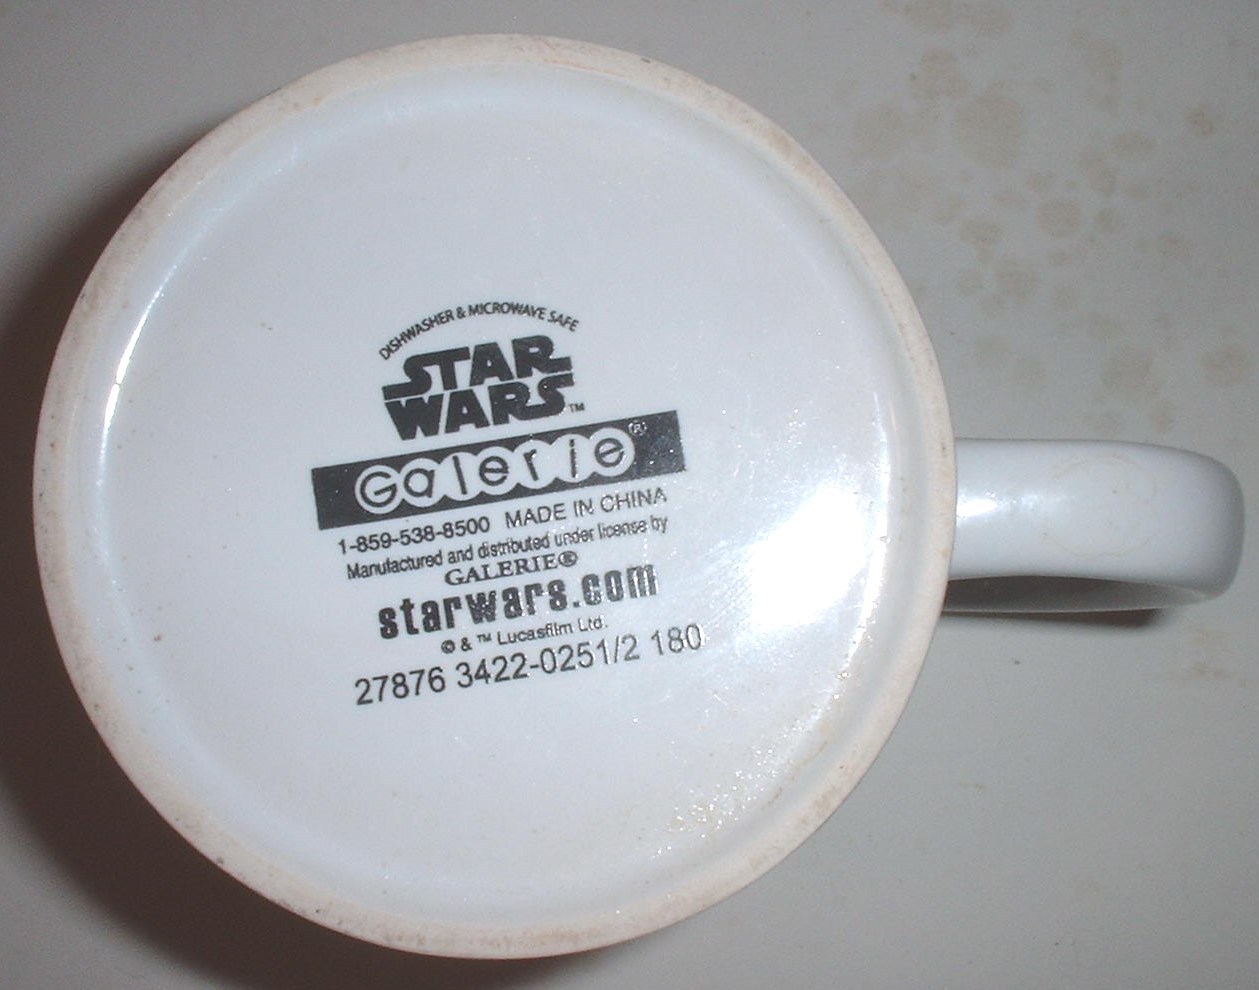 DISHWASHER & MICROWAVE SAFE
STAR
WARS™
Galerie®
1-859-538-8500 MADE IN CHINA
Manufactured and distributed under license by
GALERIE®
starwars.com
© & ™ Lucasfilm Ltd.
27876 3422-0251/2 180